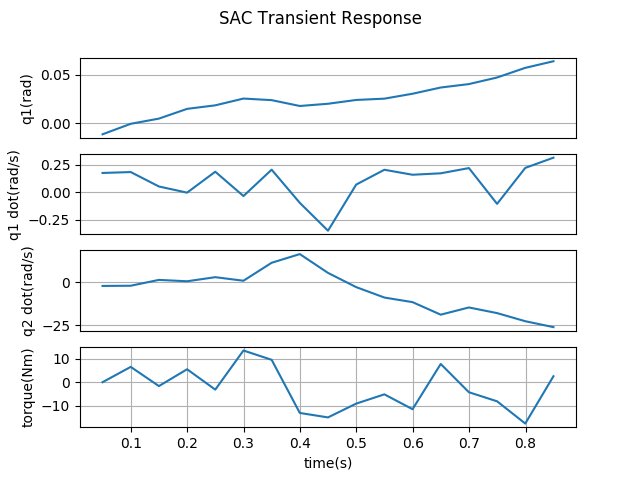 SAC Transient Response
q1(rad)
0.05
0.00
q1 dot(rad/s)
0.25
0.00
−0.25
q2 dot(rad/s)
0
−25
torque(Nm)
10
0
−10
0.1 0.2 0.3 0.4 0.5 0.6 0.7 0.8
time(s)